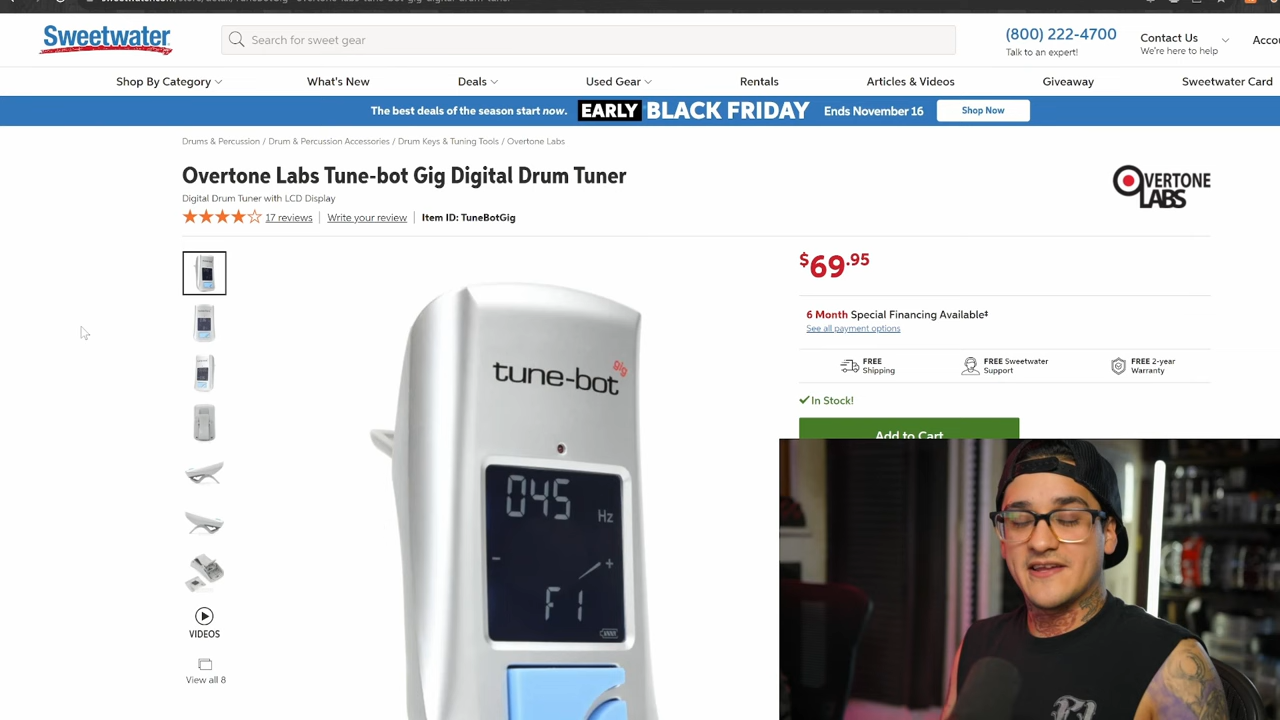 Sweetwater
Search for sweet gear
(800) 222-4700
Talk to an expert!
Contact Us
We're here to help
Shop By Category
What's New
Deals
Used Gear
Rentals
Articles & Videos
Giveaway
Sweetwater Card
The best deals of the season start now. EARLY BLACK FRIDAY Ends November 16 Shop Now
Drums & Percussion / Drum & Percussion Accessories / Drum Keys & Tuning Tools / Overtone Labs
Overtone Labs Tune-bot Gig Digital Drum Tuner
Digital Drum Tuner with LCD Display
17 reviews | Write your review | Item ID: TuneBotGig
OVERTONE
LABS
$69.95
6 Month Special Financing Available‡
See all payment options
FREE
Shipping
FREE Sweetwater
Support
FREE 2-year
Warranty
In Stock!
Add to Cart
tune-bot gig
045 Hz
- +
F1
VIDEOS
View all 8